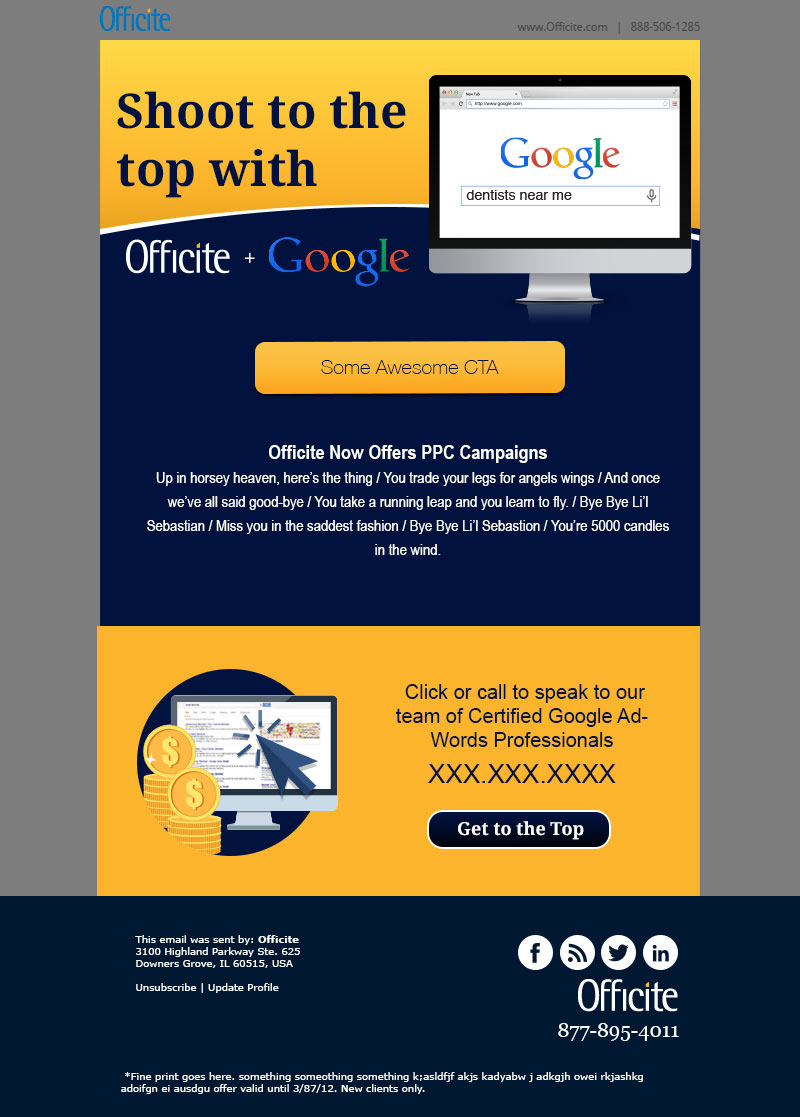 Officite
www.Officite.com | 888-506-1285
Shoot to the
top with
New Tab
http://www.google.com
Google
dentists near me
Officite + Google
Some Awesome CTA
Officite Now Offers PPC Campaigns
Up in horsey heaven, here's the thing / You trade your legs for angels wings / And once
we've all said good-bye / You take a running leap and you learn to fly. / Bye Bye Li'l
Sebastian / Miss you in the saddest fashion / Bye Bye Li'l Sebastion / You're 5000 candles
in the wind.
Click or call to speak to our
team of Certified Google Ad-
Words Professionals
XXX.XXX.XXXX
$
$
Get to the Top
This email was sent by: Officite
3100 Highland Parkway Ste. 625
Downers Grove, IL 60515, USA
Unsubscribe | Update Profile
f
in
Officite
877-895-4011
*Fine print goes here. something someothing something k;asldfjf akjs kadyabw j adkgjh owei rkjashkg
adoifgn ei ausdgu offer valid until 3/87/12. New clients only.